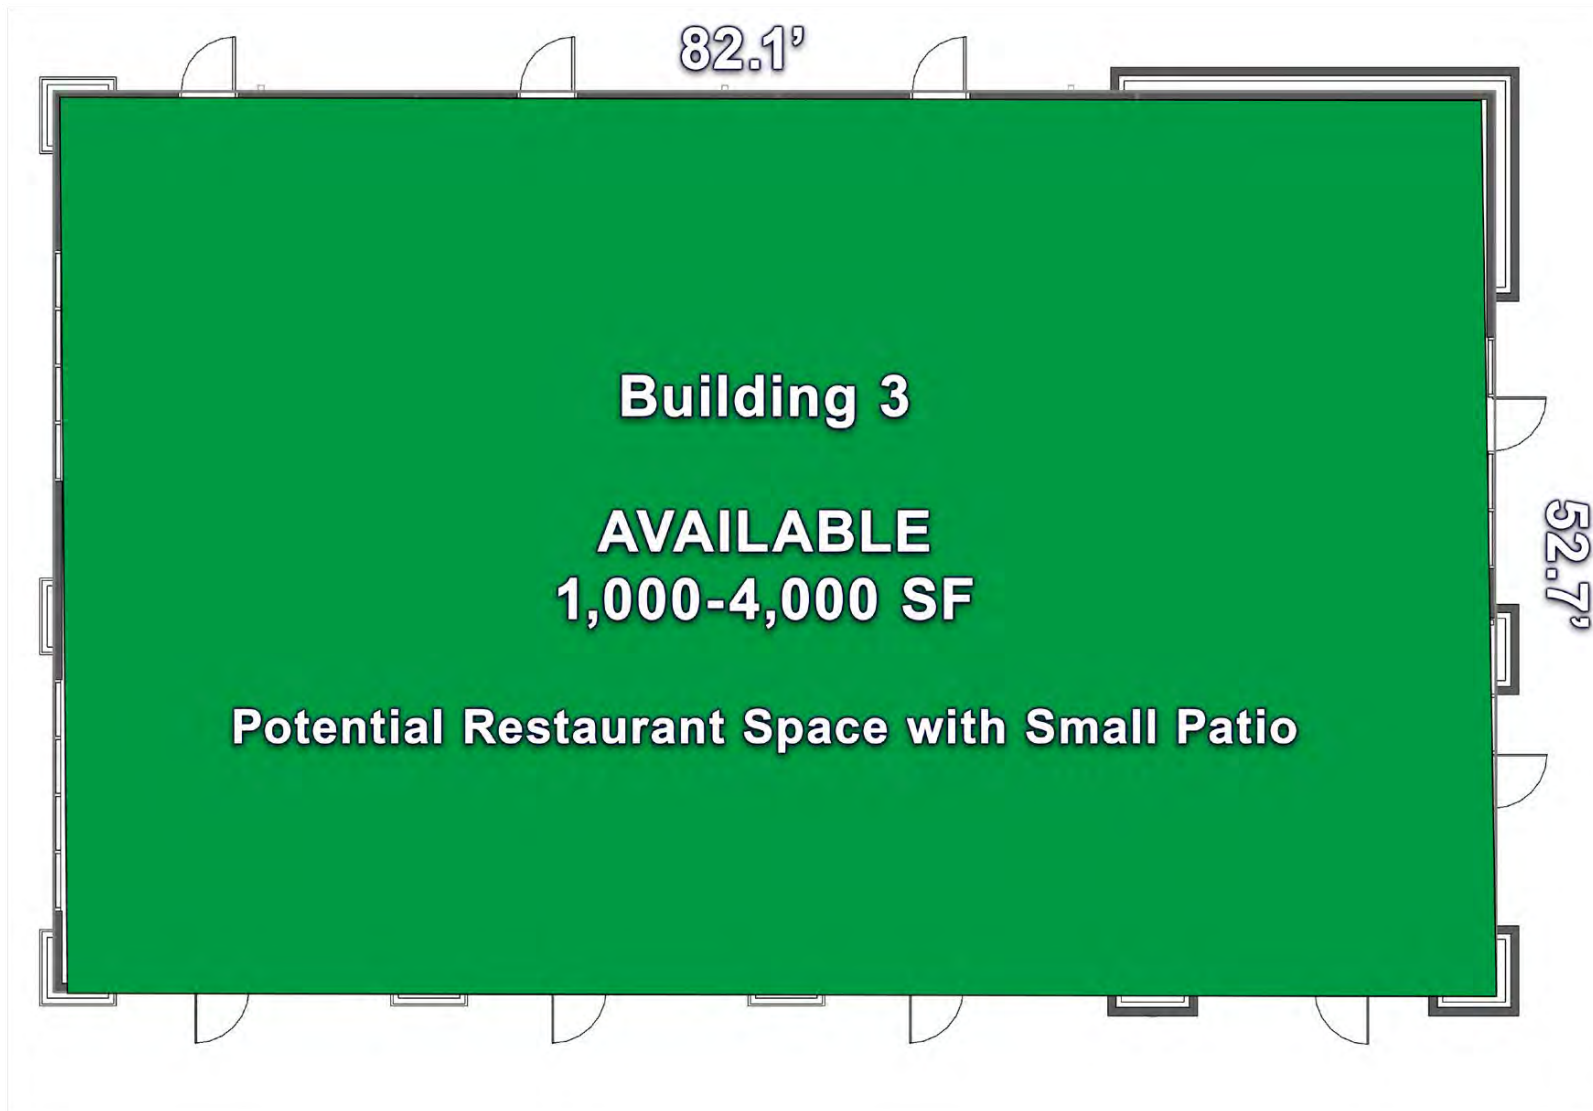 82.1’
Building 3
AVAILABLE
1,000-4,000 SF
52.7’
Potential Restaurant Space with Small Patio